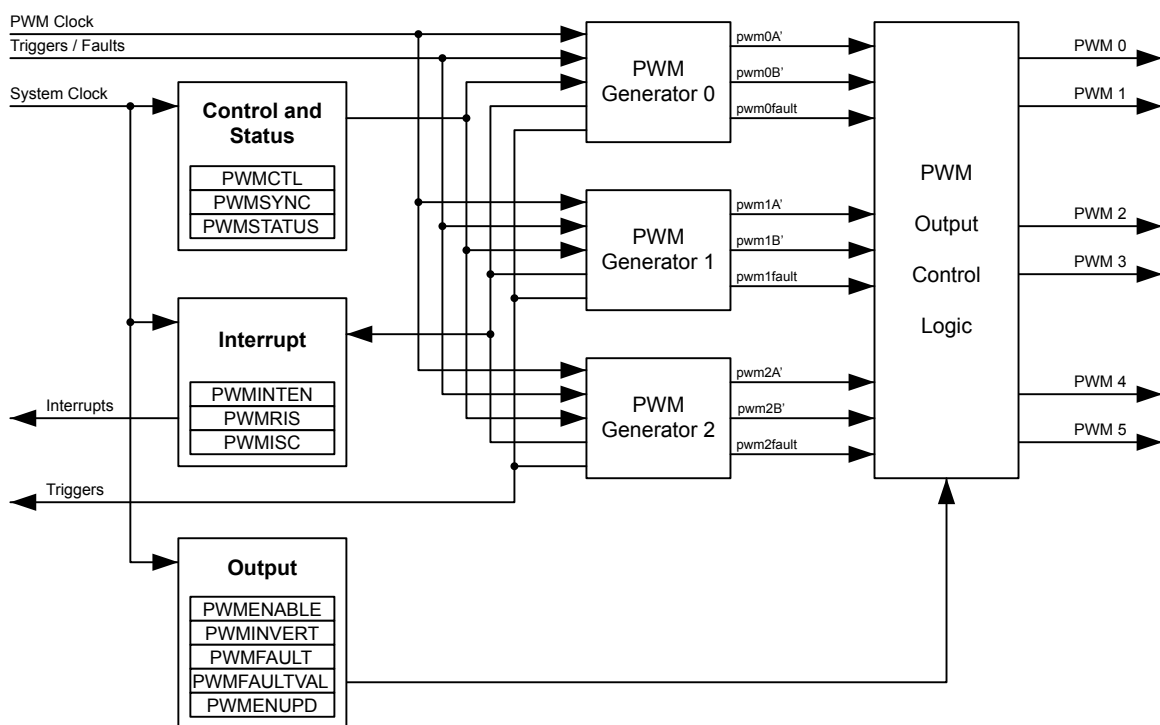 PWM Clock
Triggers / Faults
System Clock
Control and
Status
PWMCTL
PWMSYNC
PWMSTATUS
Interrupt
PWMINTEN
PWMRIS
PWMISC
Interrupts
Triggers
Output
PWMENABLE
PWMINVERT
PWMFAULT
PWMFAULTVAL
PWMENUPD
PWM
Generator 0
pwm0A'
pwm0B'
pwm0fault
PWM
Generator 1
pwm1A'
pwm1B'
pwm1fault
PWM
Generator 2
pwm2A'
pwm2B'
pwm2fault
PWM
Output
Control
Logic
PWM 0
PWM 1
PWM 2
PWM 3
PWM 4
PWM 5